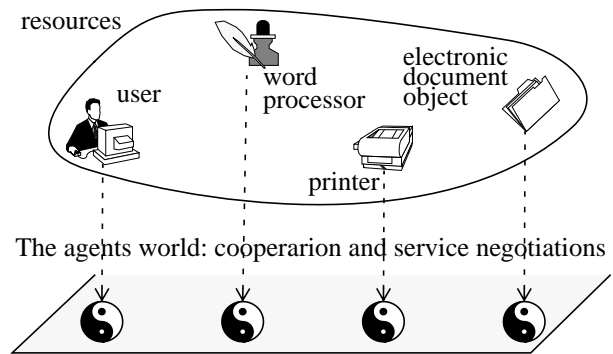 resources
user
word
processor
electronic
document
object
printer
The agents world: cooperarion and service negotiations